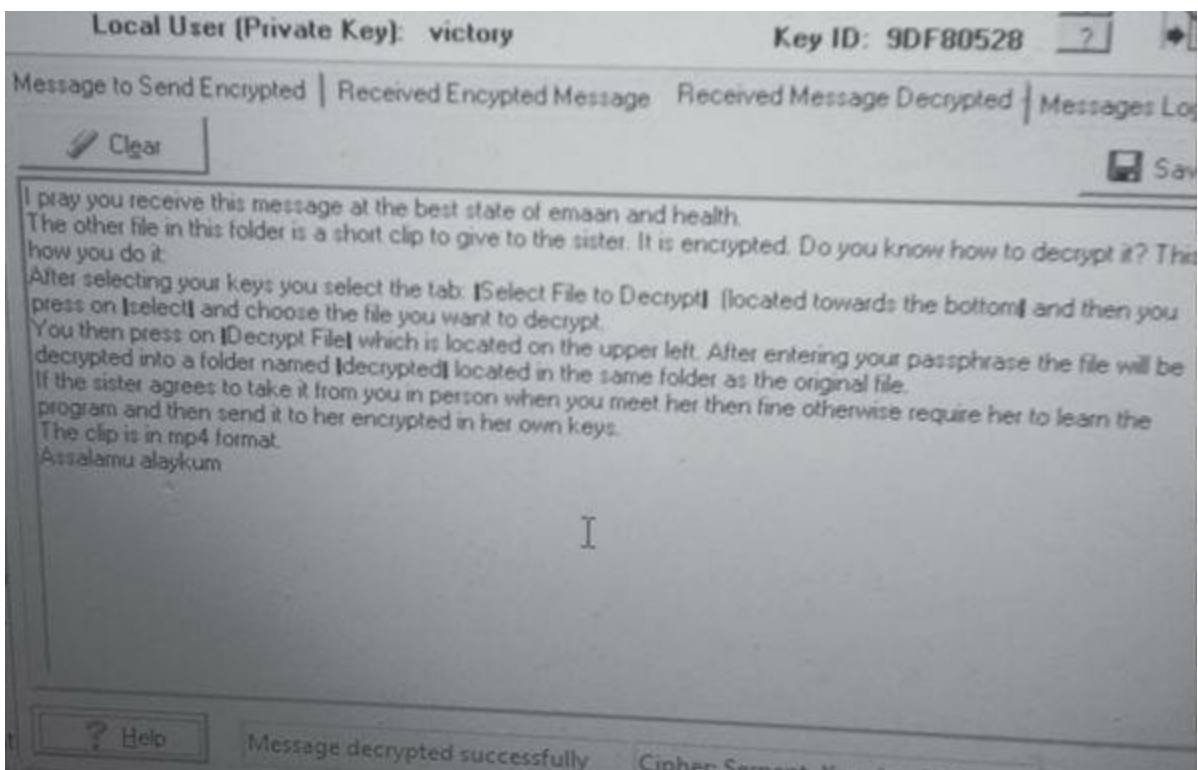 Local User (Private Key): victory Key ID: 9DF80528 ?
Message to Send Encrypted | Received Encypted Message Received Message Decrypted | Messages
Clear
I pray you receive this message at the best state of emaan and health.
The other file in this folder is a short clip to give to the sister. It is encrypted. Do you know how to decrypt it? This
how you do it:
After selecting your keys you select the tab: [Select File to Decrypt] (located towards the bottom) and then you
press on [select] and choose the file you want to decrypt.
You then press on [Decrypt File] which is located on the upper left. After entering your passphrase the file will be
decrypted into a folder named [decrypted] located in the same folder as the original file.
If the sister agrees to take it from you in person when you meet her then fine otherwise require her to learn the
program and then send it to her encrypted in her own keys.
The clip is in mp4 format.
Assalamu alaykum
? Help Message decrypted successfully Cipher: